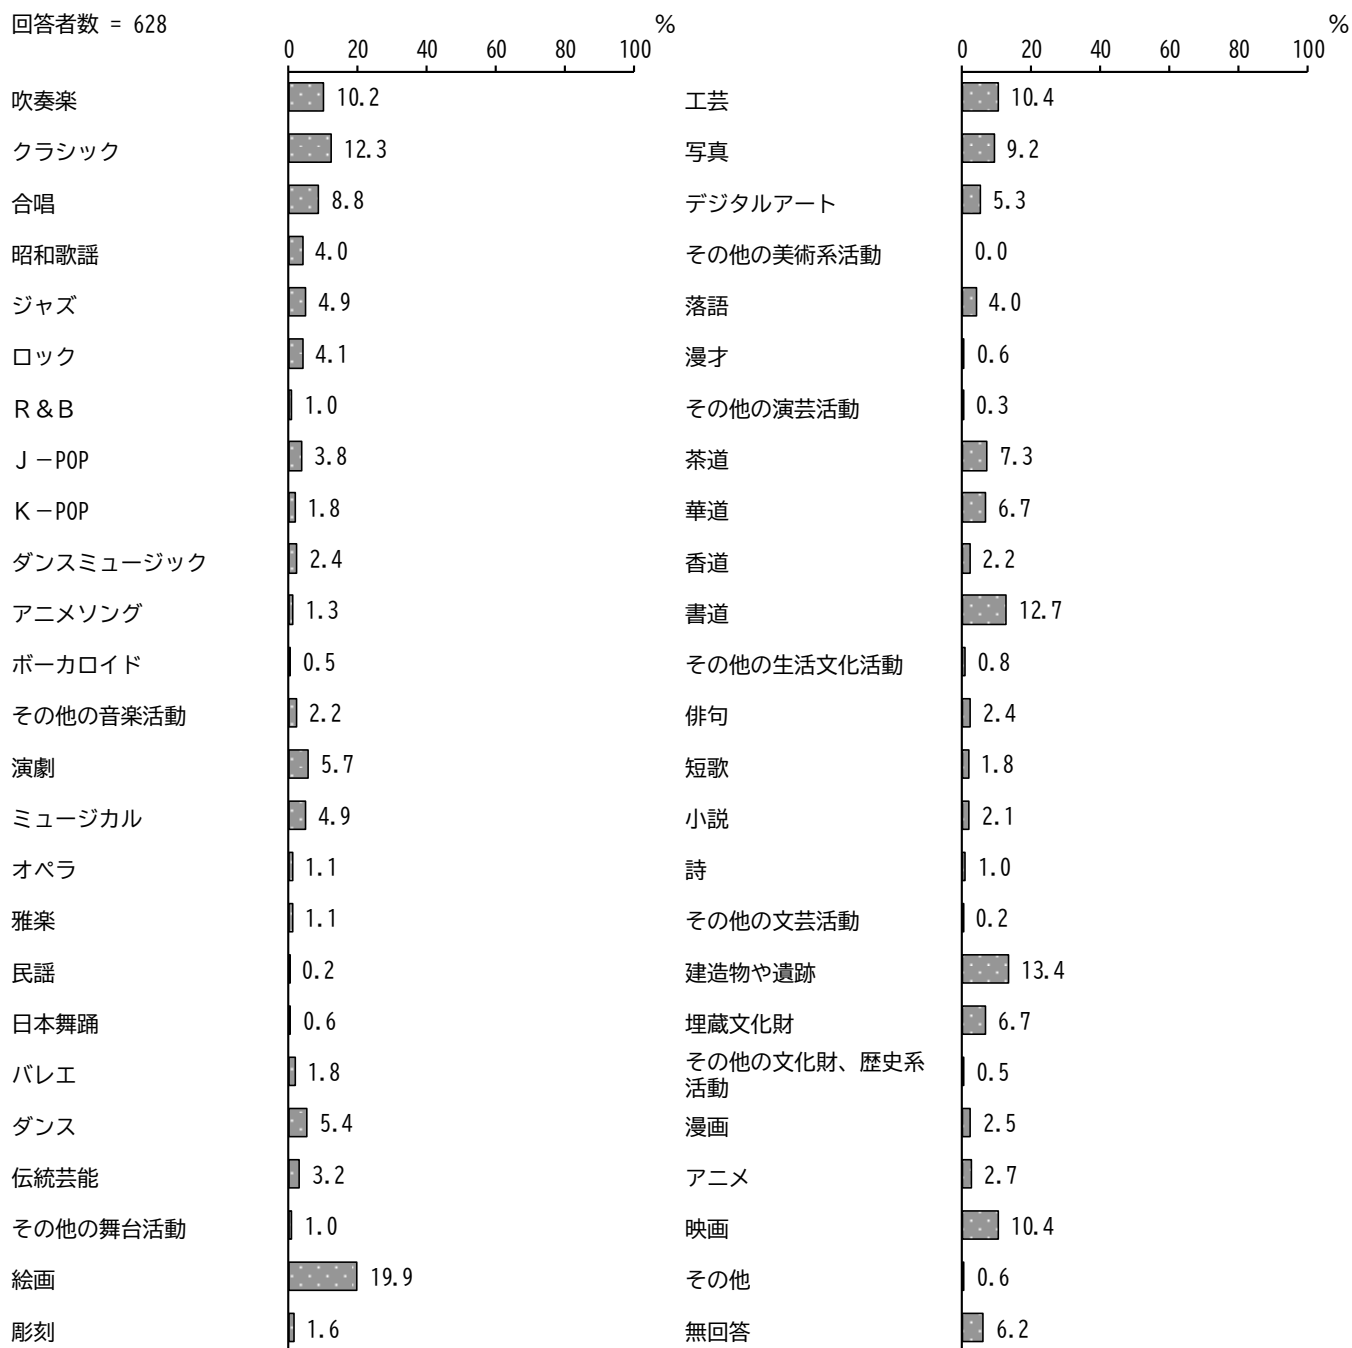 回答者数 = 628
%
0 20 40 60 80 100
吹奏楽 10.2
クラシック 12.3
合唱 8.8
昭和歌謡 4.0
ジャズ 4.9
ロック 4.1
R＆B 1.0
J－POP 3.8
K－POP 1.8
ダンスミュージック 2.4
アニメソング 1.3
ボーカロイド 0.5
その他の音楽活動 2.2
演劇 5.7
ミュージカル 4.9
オペラ 1.1
雅楽 1.1
民謡 0.2
日本舞踊 0.6
バレエ 1.8
ダンス 5.4
伝統芸能 3.2
その他の舞台活動 1.0
絵画 19.9
彫刻 1.6
%
0 20 40 60 80 100
工芸 10.4
写真 9.2
デジタルアート 5.3
その他の美術系活動 0.0
落語 4.0
漫才 0.6
その他の演芸活動 0.3
茶道 7.3
華道 6.7
香道 2.2
書道 12.7
その他の生活文化活動 0.8
俳句 2.4
短歌 1.8
小説 2.1
詩 1.0
その他の文芸活動 0.2
建造物や遺跡 13.4
埋蔵文化財 6.7
その他の文化財、歴史系
活動 0.5
漫画 2.5
アニメ 2.7
映画 10.4
その他 0.6
無回答 6.2